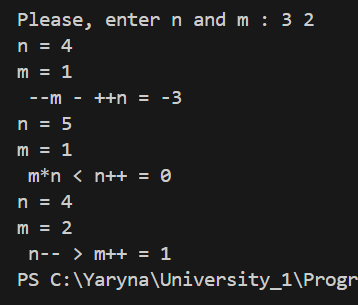 Please, enter n and m : 3 2
n = 4
m = 1
 --m - ++n = -3
n = 5
m = 1
 m*n < n++ = 0
n = 4
m = 2
 n-- > m++ = 1
PS C:\Yaryna\University_1\Progr